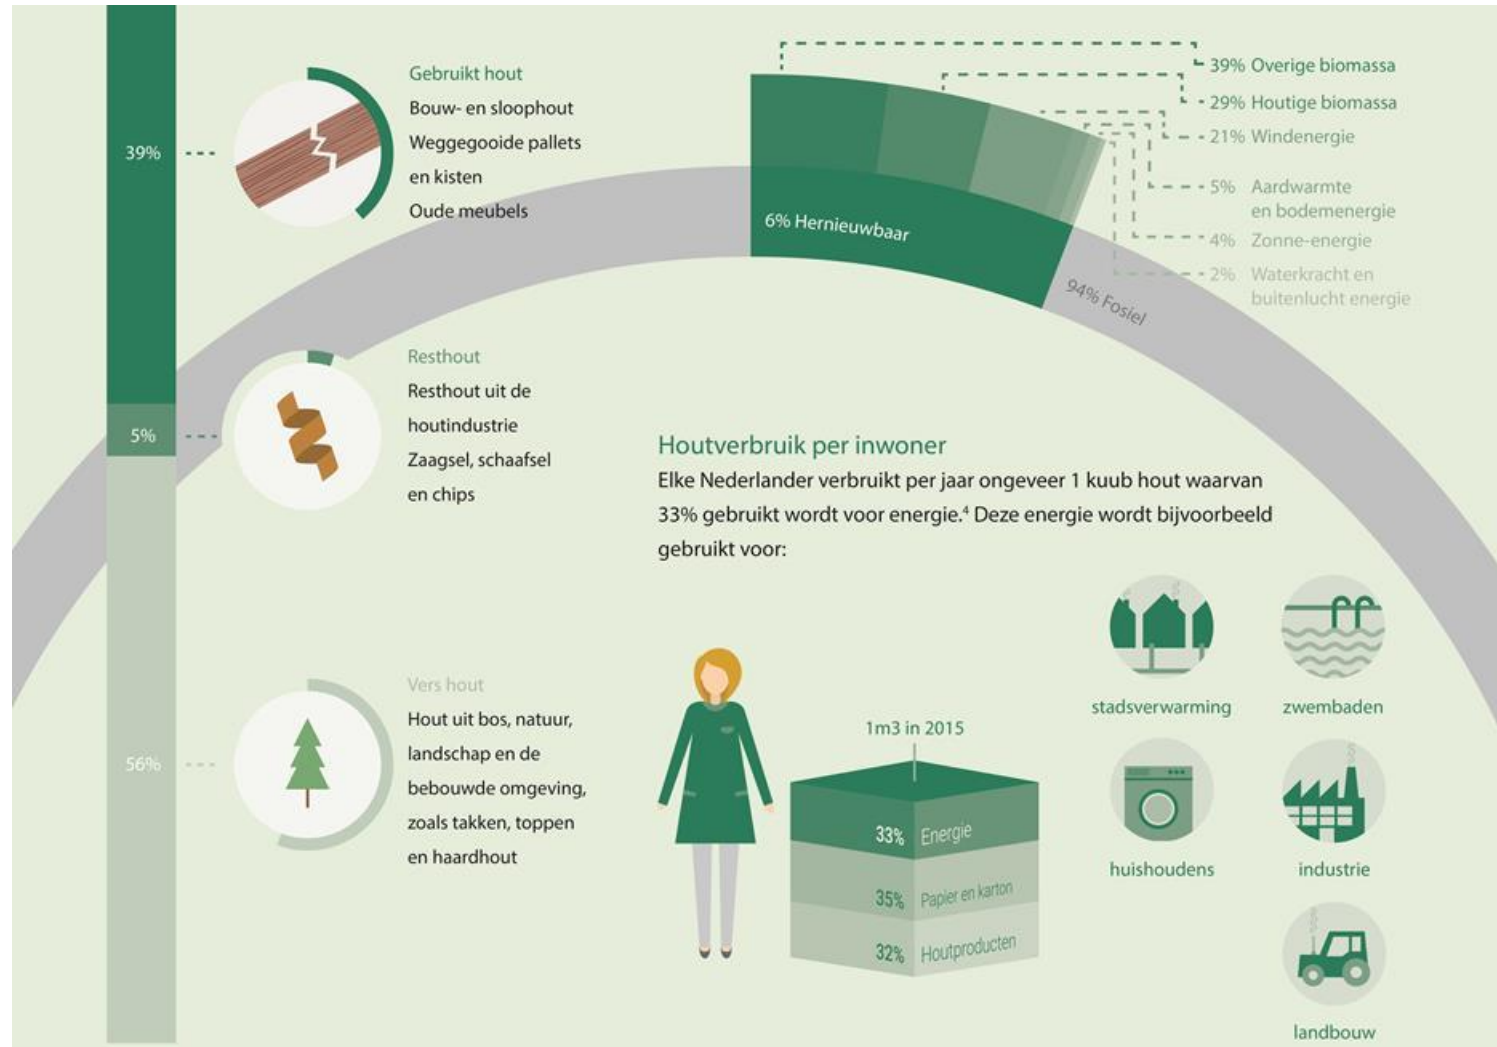 39%
Gebruikt hout
Bouw- en sloophout
Weggegooide pallets
en kisten
Oude meubels
39% Overige biomassa
29% Houtige biomassa
21% Windenergie
5% Aardwarmte
en bodemenergie
4% Zonne-energie
2% Waterkracht en
buitenlucht energie
6% Hernieuwbaar
94% Fosiel
5%
Resthout
Resthout uit de
houtindustrie
Zaagsel, schaafsel
en chips
Houtverbruik per inwoner
Elke Nederlander verbruikt per jaar ongeveer 1 kuub hout waarvan
33% gebruikt wordt voor energie.⁴ Deze energie wordt bijvoorbeeld
gebruikt voor:
56%
Vers hout
Hout uit bos, natuur,
landschap en de
bebouwde omgeving,
zoals takken, toppen
en haardhout
1m3 in 2015
33% Energie
35% Papier en karton
32% Houtproducten
stadsverwarming
zwembaden
huishoudens
industrie
landbouw